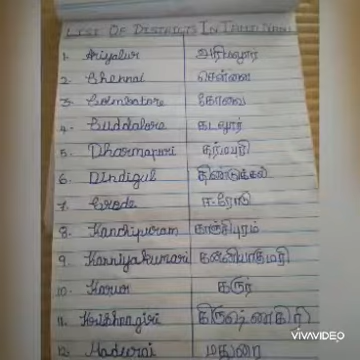 LIST OF DISTRICTS IN TAMIL NADU
1. Ariyalur அரியலூர்
2. Chennai சென்னை
3. Coimbatore கோவை
4. Cuddalore கடலூர்
5. Dharmapuri தர்மபுரி
6. Dindigul திண்டுக்கல்
7. Erode ஈரோடு
8. Kanchipuram காஞ்சிபுரம்
9. Kanniyakumari கன்னியாகுமரி
10. Karur கரூர்
11. Krishnagiri கிருஷ்ணகிரி
12. Madurai மதுரை
VIVAVIDEO